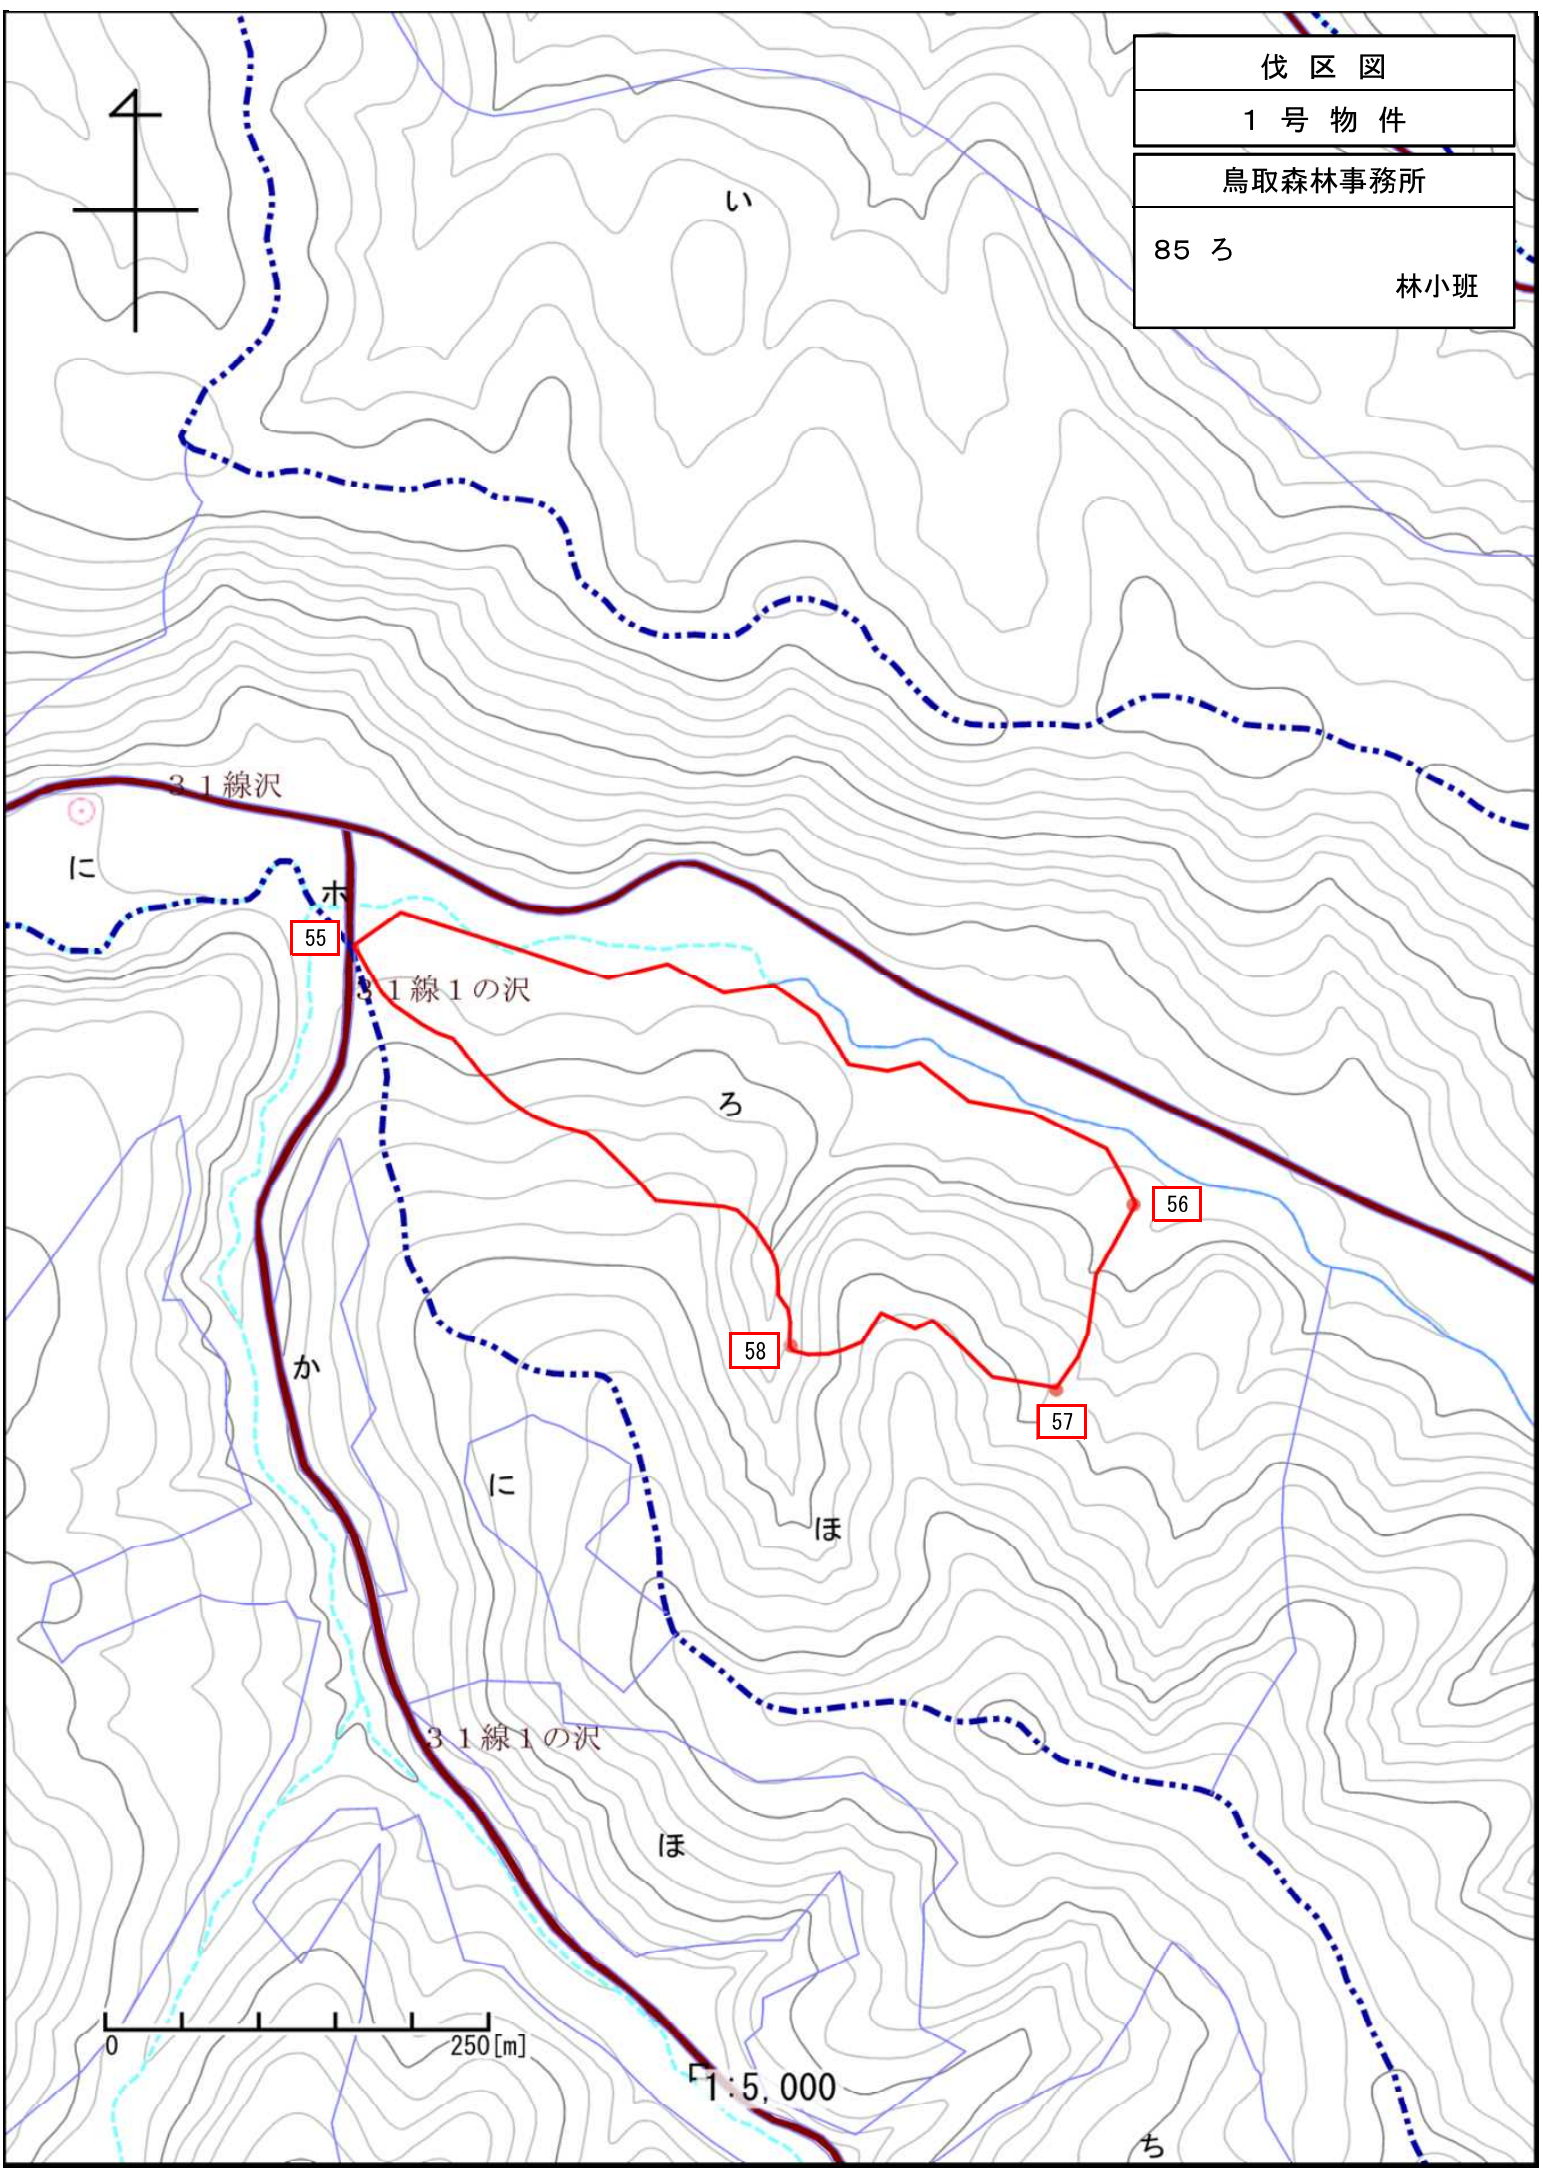 伐区図
1号物件
鳥取森林事務所
85 ろ
林小班
い
31線沢
に
ホ
55
31線1の沢
ろ
56
58
か
57
に
ほ
31線1の沢
ほ
0
250[m]
1:5,000
ち